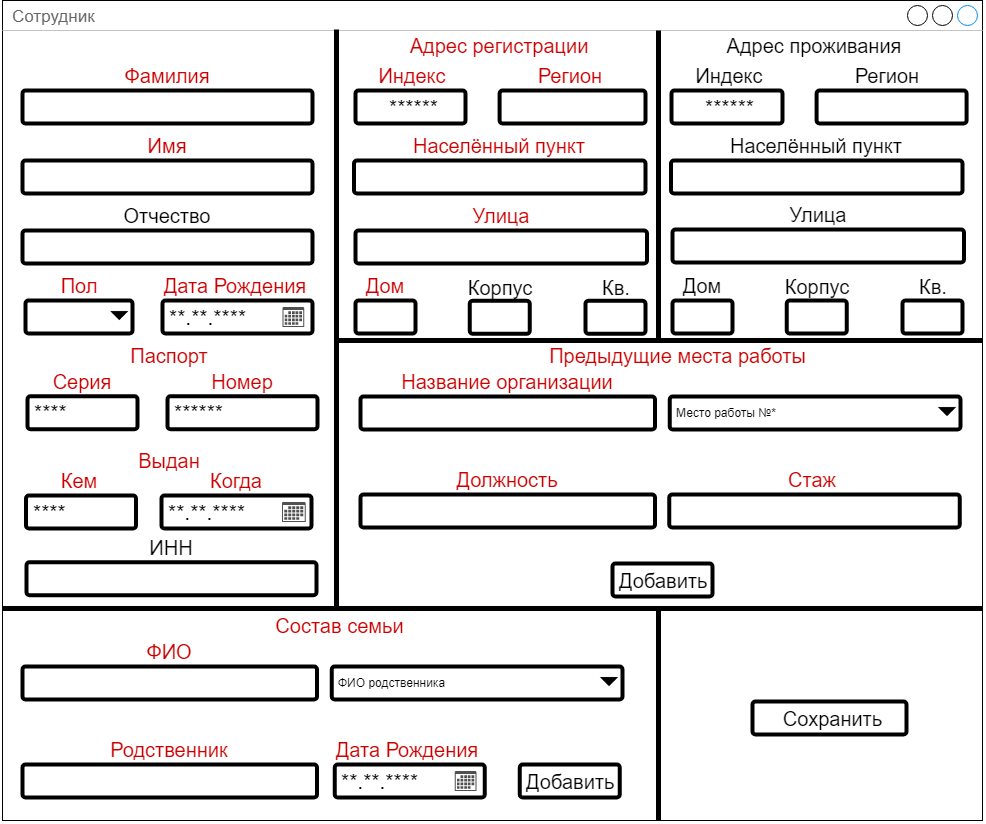 Сотрудник
Фамилия
Имя
Отчество
Пол Дата Рождения
**.**.****
Паспорт
Серия Номер
**** ******
Выдан
Кем Когда
**** **.**.****
ИНН
Адрес регистрации
Индекс Регион
******
Населённый пункт
Улица
Дом Корпус Кв.
Адрес проживания
Индекс Регион
******
Населённый пункт
Улица
Дом Корпус Кв.
Предыдущие места работы
Название организации
Место работы №*
Должность Стаж
Добавить
Состав семьи
ФИО
ФИО родственника
Родственник Дата Рождения
**.**.**** Добавить
Сохранить